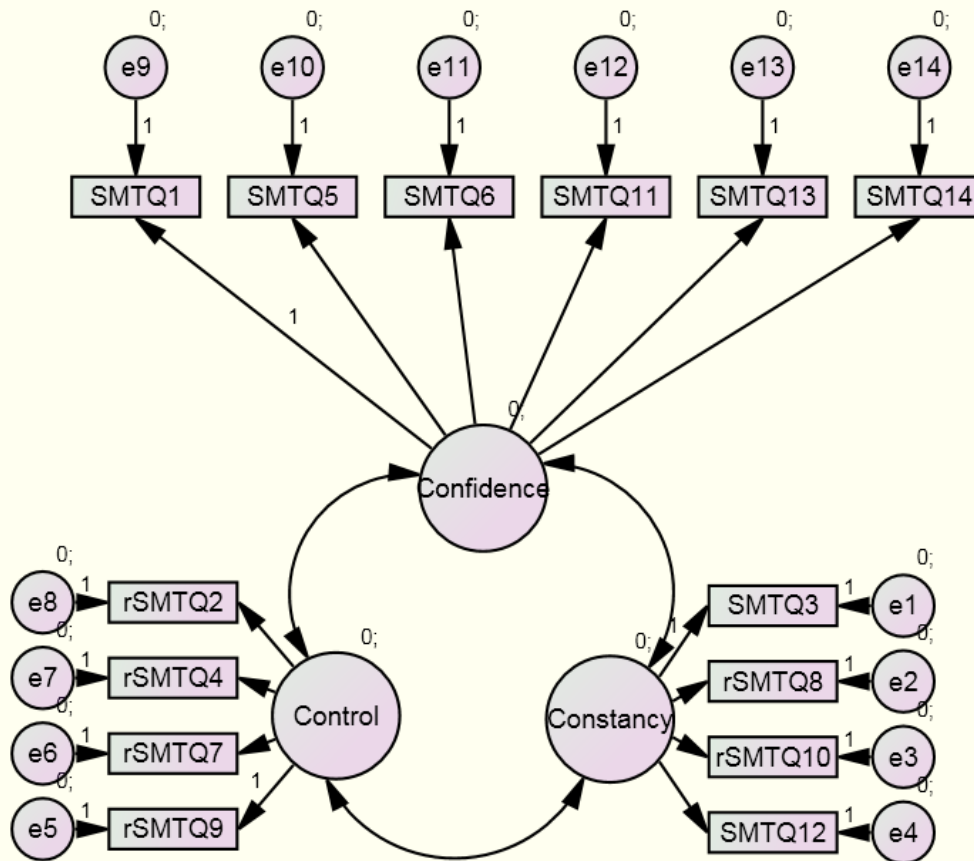 0; 0; 0; 0; 0; 0;
e9 e10 e11 e12 e13 e14
1 1 1 1 1 1
SMTQ1 SMTQ5 SMTQ6 SMTQ11 SMTQ13 SMTQ14
1
0;
Confidence
0; 0;
e8 1 rSMTQ2 SMTQ3 1 e1
0; 0; 0; 1 0;
e7 1 rSMTQ4 rSMTQ8 1 e2
Control Constancy
0; 0;
e6 1 rSMTQ7 rSMTQ10 1 e3
0; 1 0;
e5 1 rSMTQ9 SMTQ12 1 e4